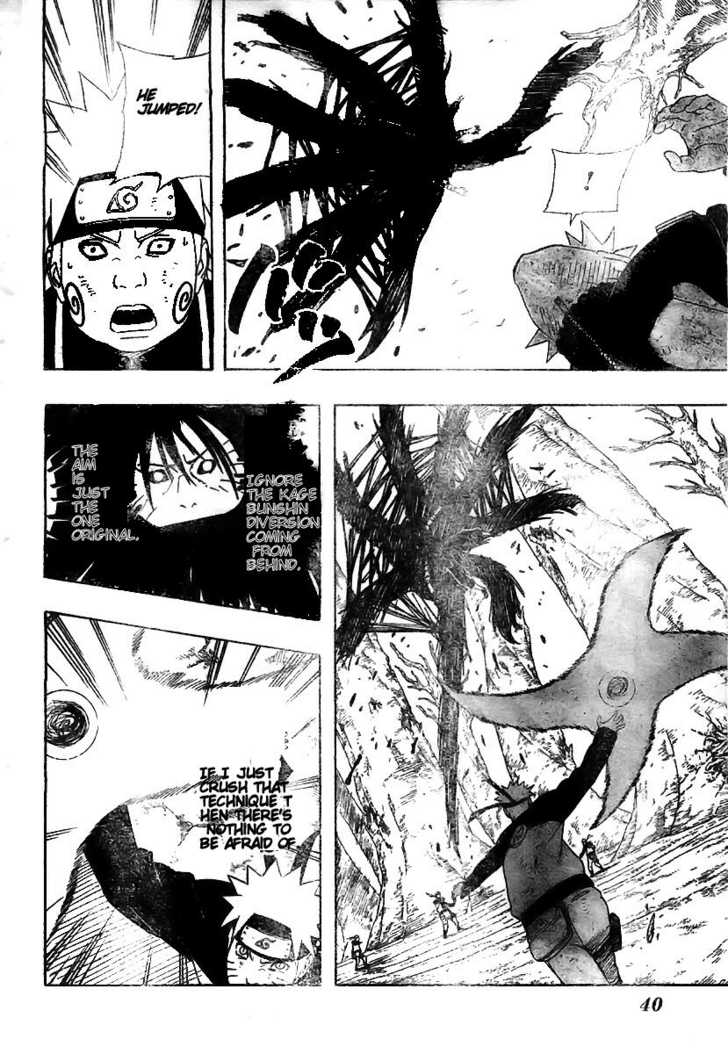 !
HE
JUMPED!
IGNORE
THE KAGE
BUNSHIN
DIVERSION
COMING
FROM
BEHIND.
THE
AIM
IS
JUST
THE
ONE
ORIGINAL.
IF I JUST
CRUSH THAT
TECHNIQUE T
HEN THERE'S
NOTHING TO
BE AFRAID OF
40